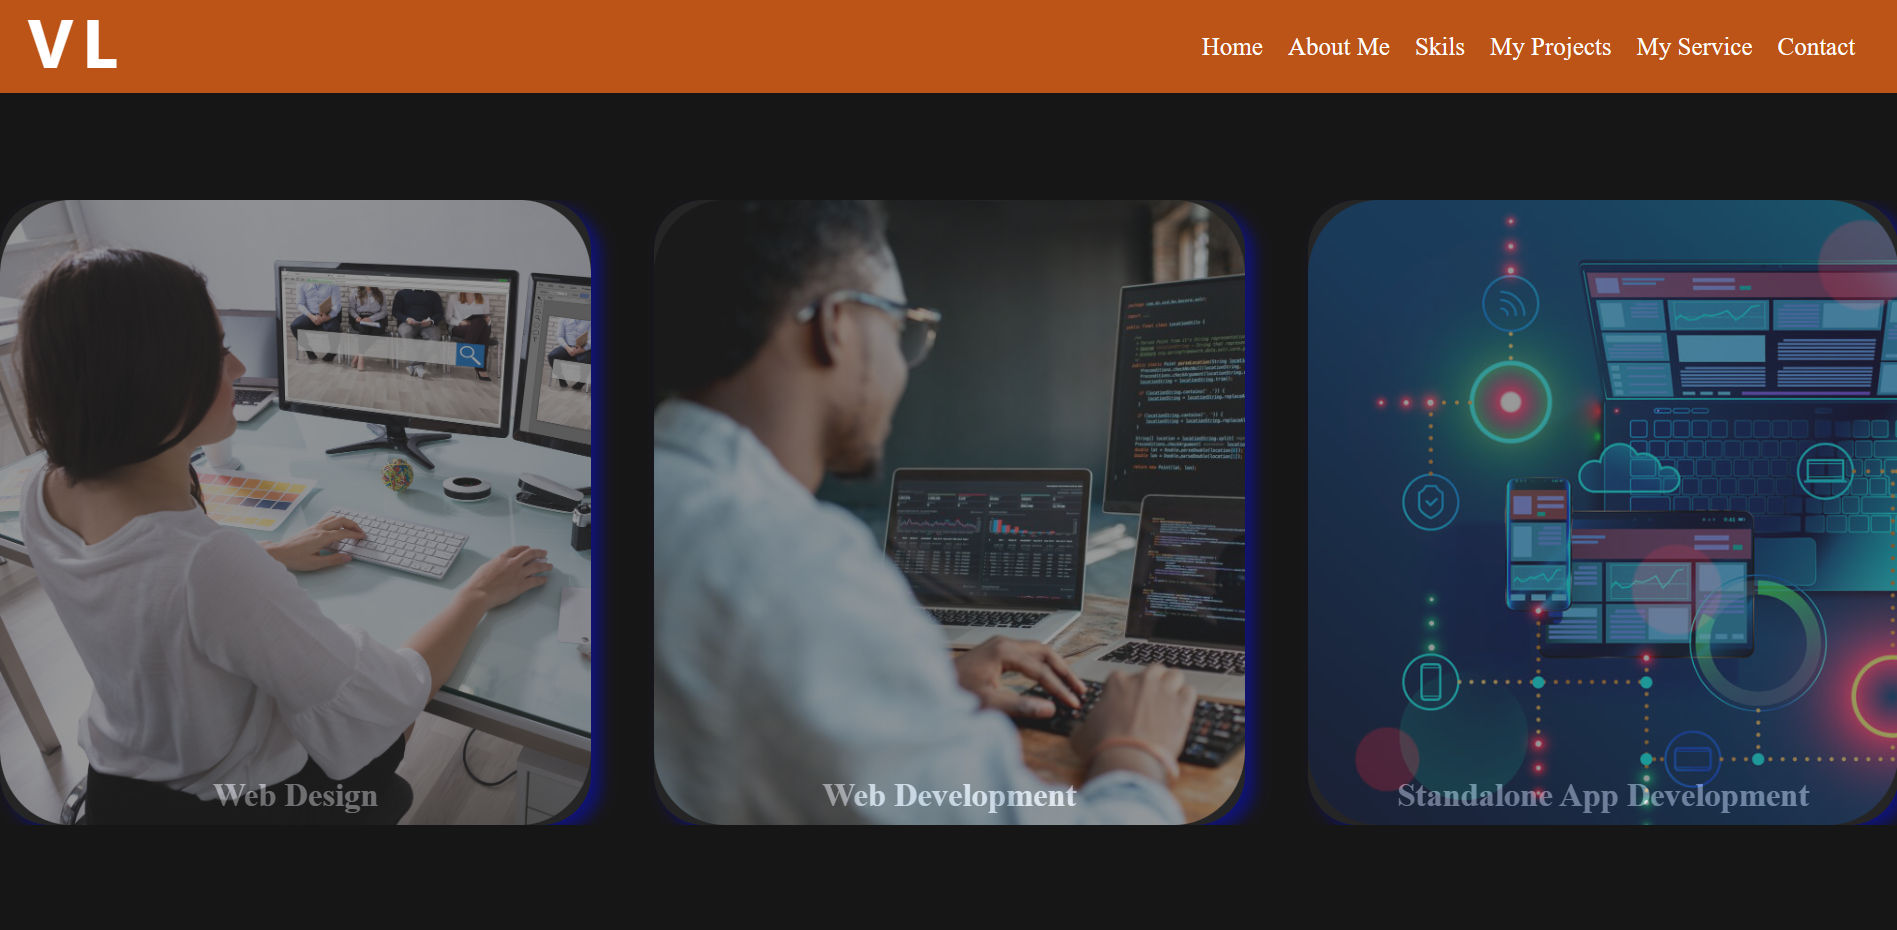 VL
Home About Me Skils My Projects My Service Contact
Web Design
Web Development
Standalone App Development